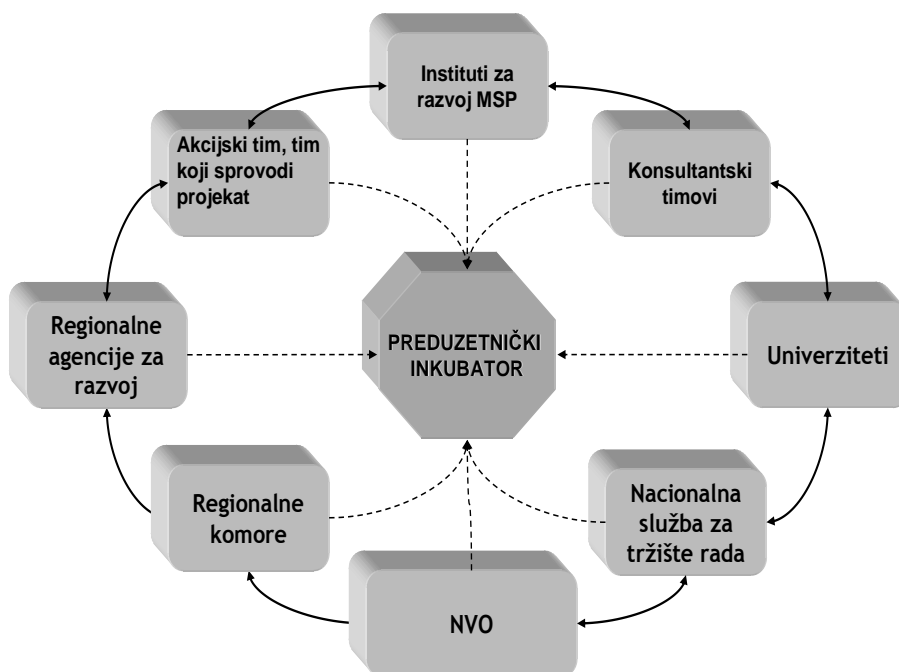 Instituti za
razvoj MSP
Akcijski tim, tim
koji sprovodi
projekat
Konsultantski
timovi
Regionalne
agencije za
razvoj
PREDUZETNIČKI
INKUBATOR
Univerziteti
Regionalne
komore
Nacionalna
služba za
tržište rada
NVO